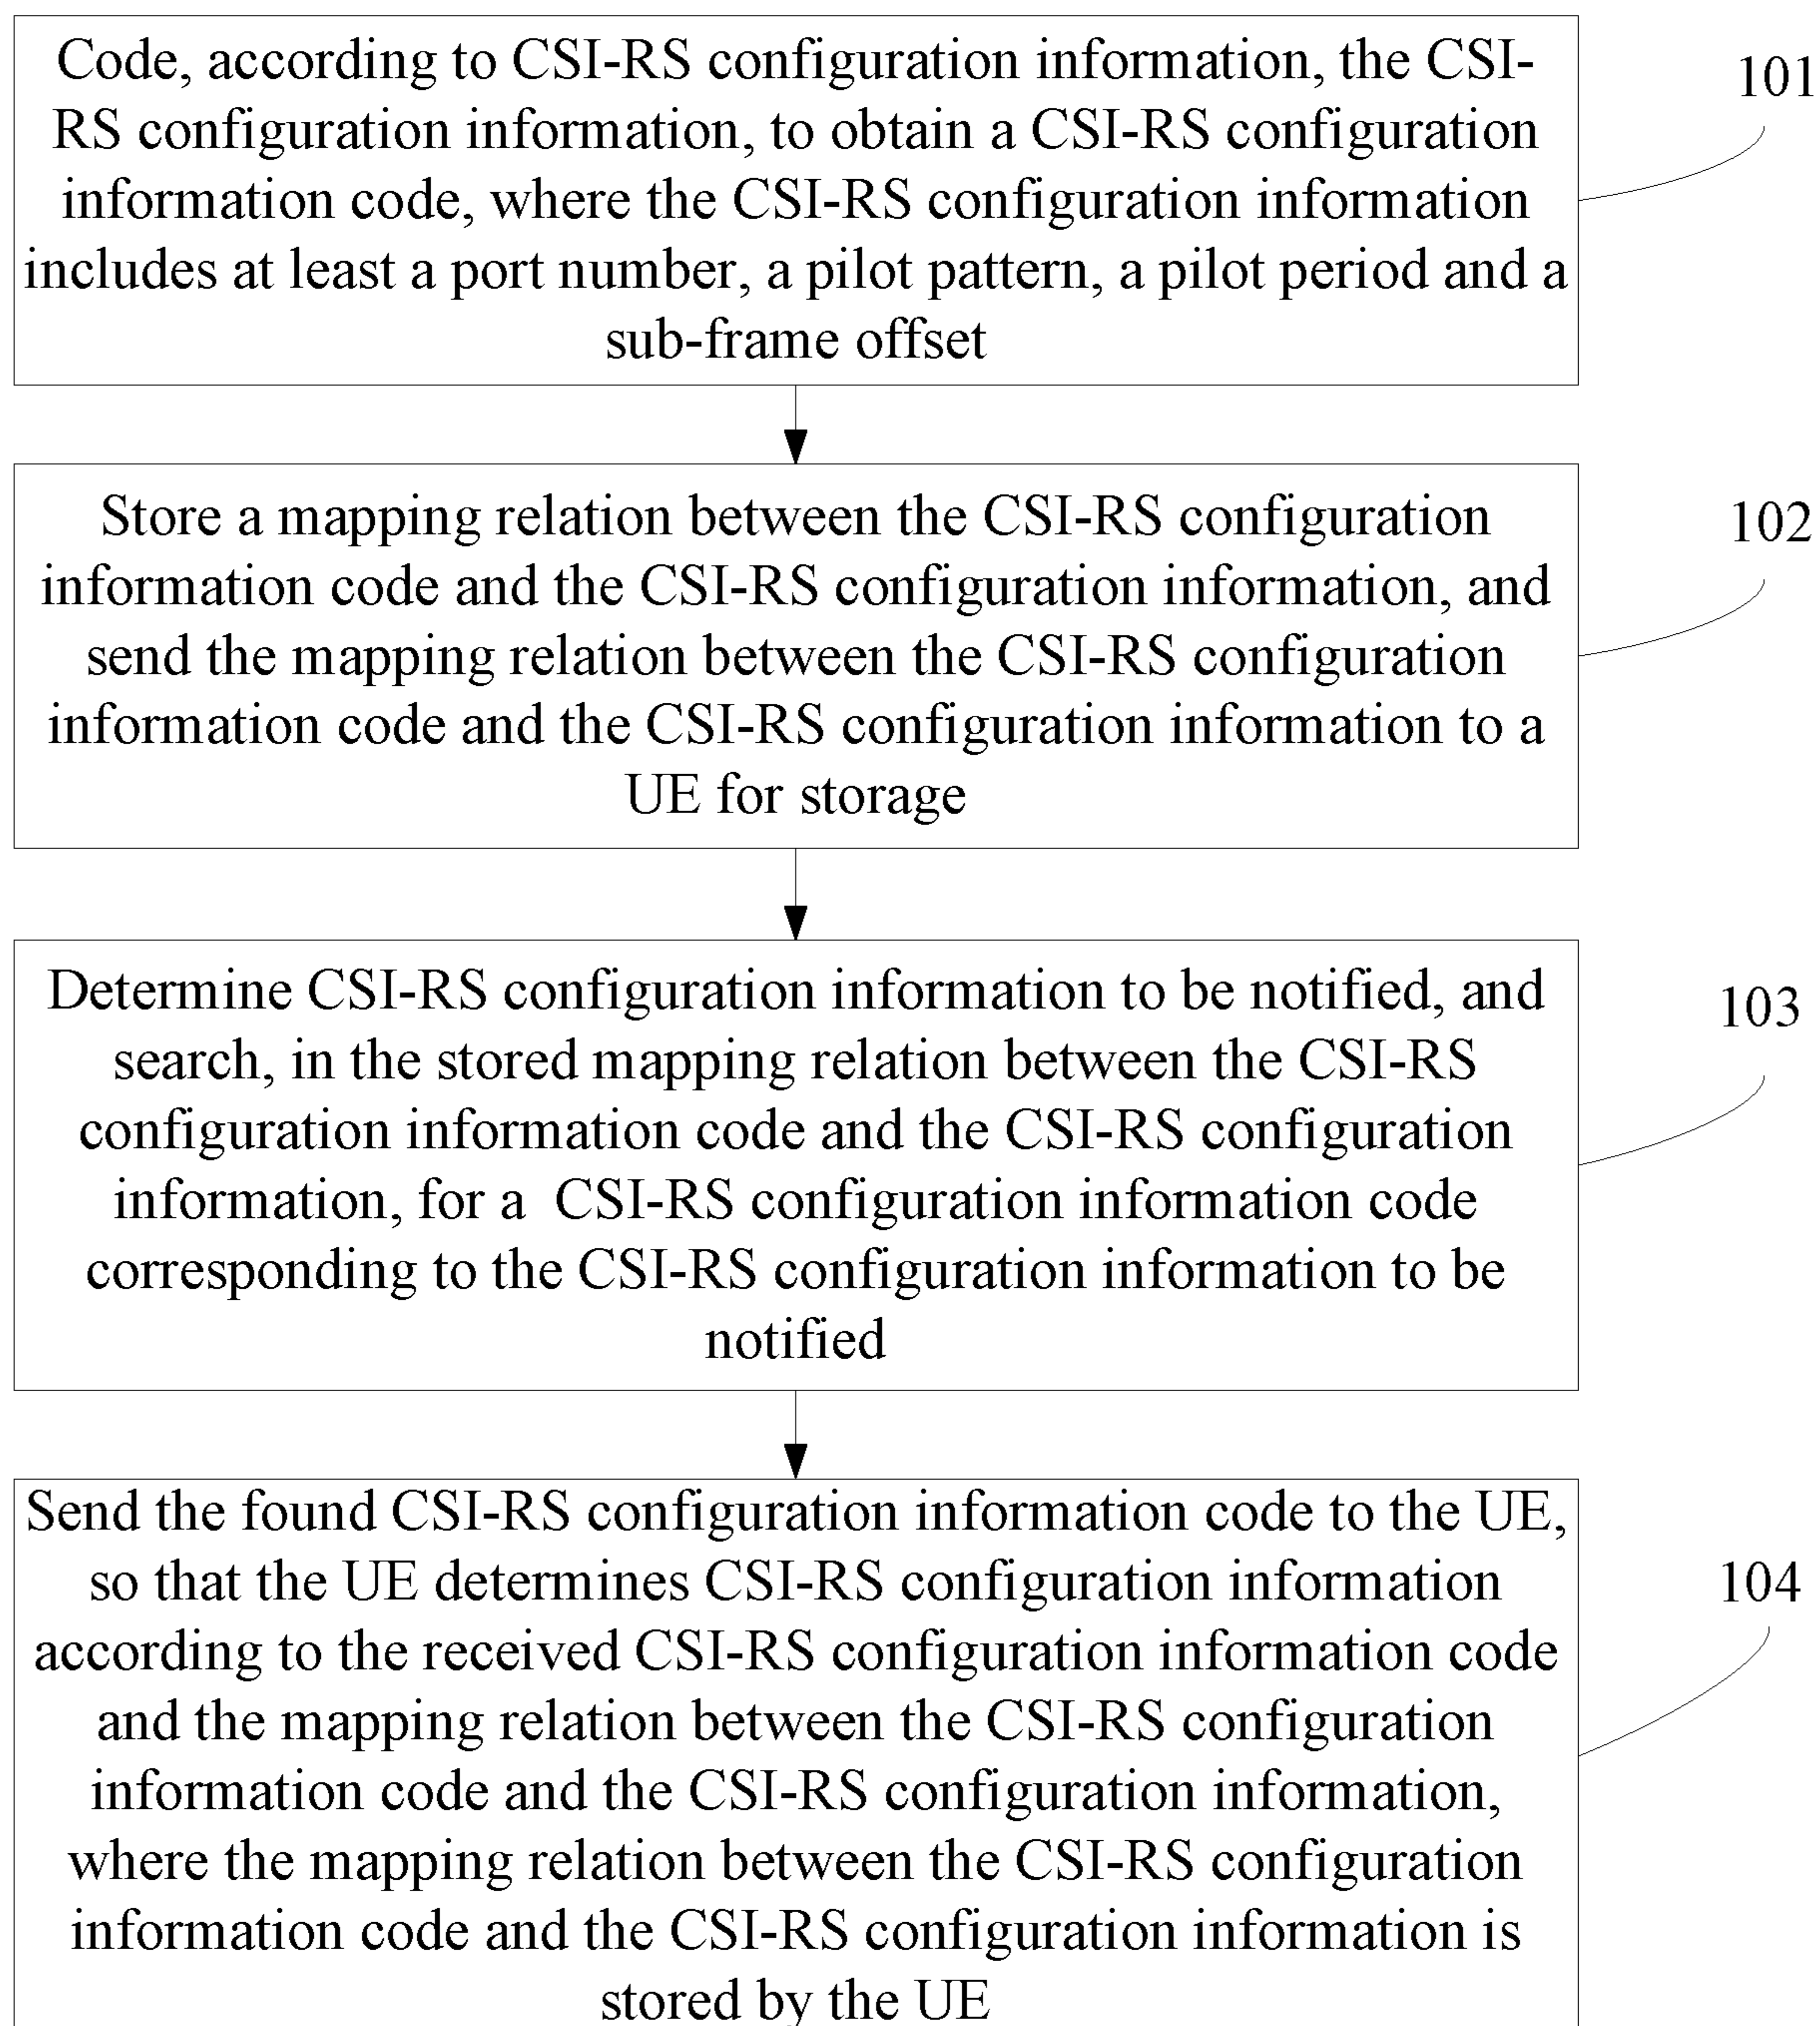 Code, according to CSI-RS configuration information, the CSI-
RS configuration information, to obtain a CSI-RS configuration
information code, where the CSI-RS configuration information
includes at least a port number, a pilot pattern, a pilot period and a
sub-frame offset
101
Store a mapping relation between the CSI-RS configuration
information code and the CSI-RS configuration information, and
send the mapping relation between the CSI-RS configuration
information code and the CSI-RS configuration information to a
UE for storage
102
Determine CSI-RS configuration information to be notified, and
search, in the stored mapping relation between the CSI-RS
configuration information code and the CSI-RS configuration
information, for a CSI-RS configuration information code
corresponding to the CSI-RS configuration information to be
notified
103
Send the found CSI-RS configuration information code to the UE,
so that the UE determines CSI-RS configuration information
according to the received CSI-RS configuration information code
and the mapping relation between the CSI-RS configuration
information code and the CSI-RS configuration information,
where the mapping relation between the CSI-RS configuration
information code and the CSI-RS configuration information is
stored by the UE
104